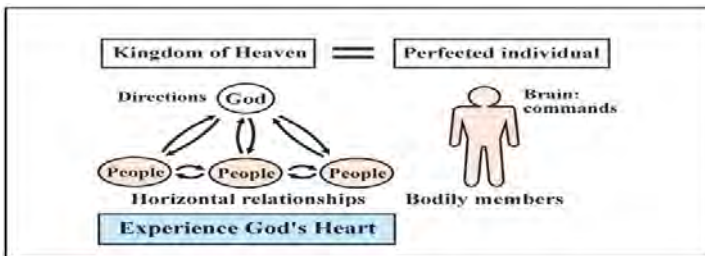 Kingdom of Heaven = Perfected individual
Directions
God
Brain:
commands
People
People
People
Horizontal relationships
Bodily members
Experience God's Heart